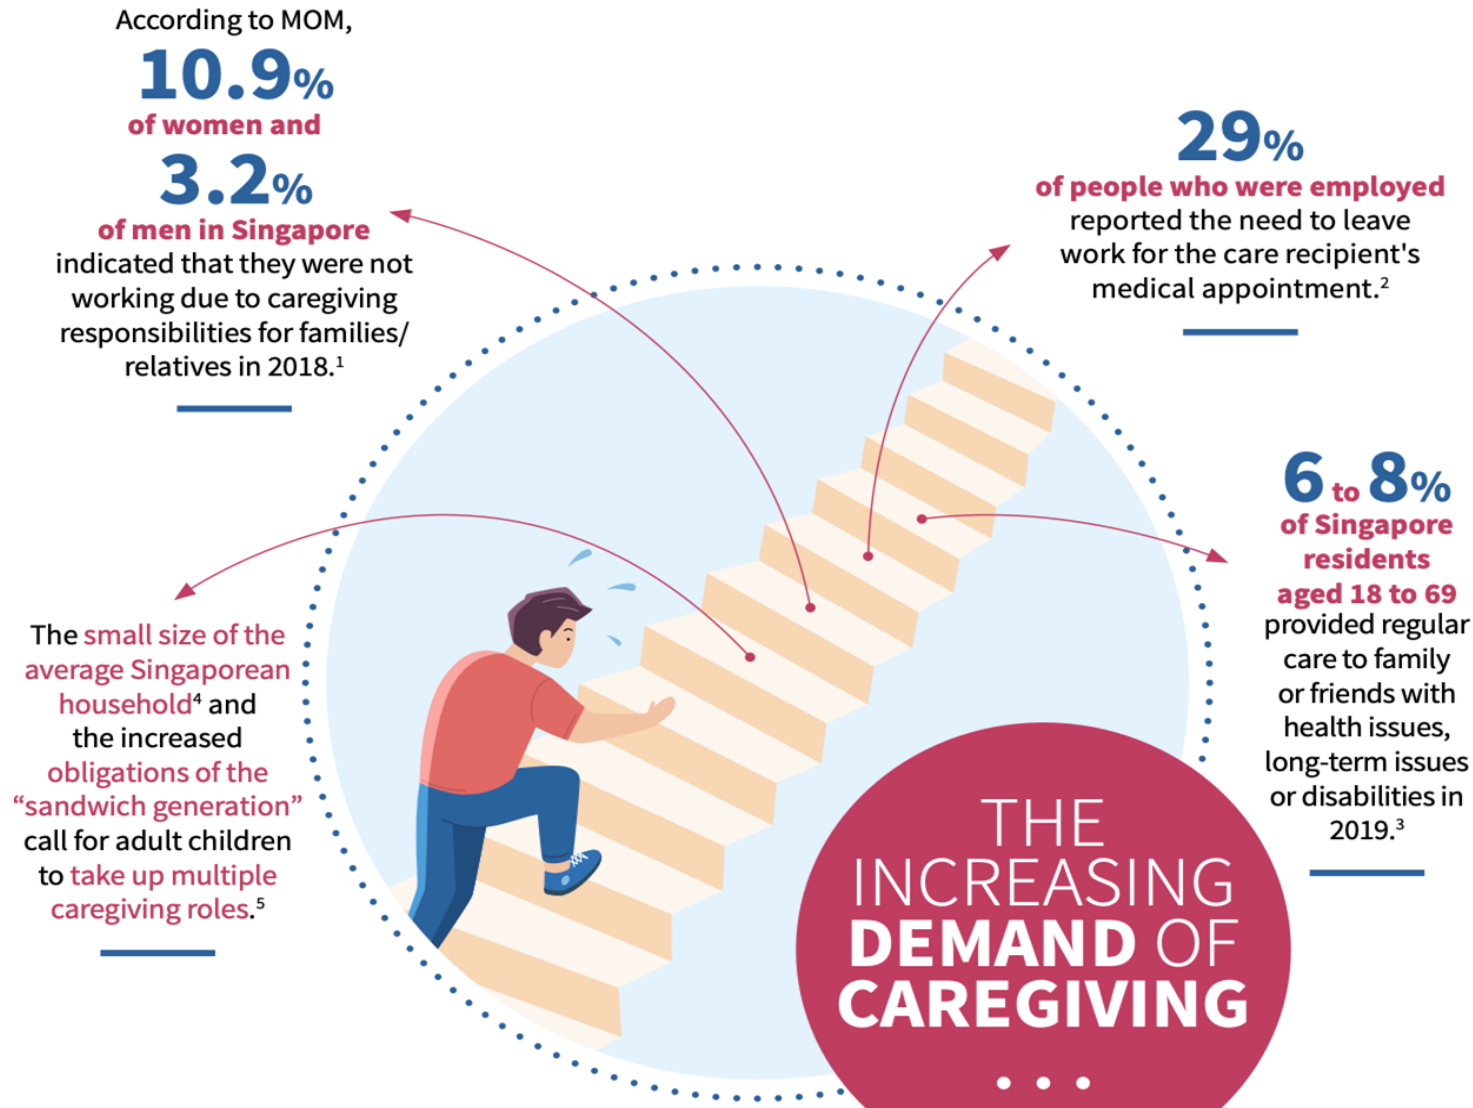 According to MOM,
10.9%
of women and
3.2%
of men in Singapore
indicated that they were not
working due to caregiving
responsibilities for families/
relatives in 2018.¹
29%
of people who were employed
reported the need to leave
work for the care recipient's
medical appointment.²
6 to 8%
of Singapore
residents
aged 18 to 69
provided regular
care to family
or friends with
health issues,
long-term issues
or disabilities in
2019.³
The small size of the
average Singaporean
household⁴ and
the increased
obligations of the
“sandwich generation”
call for adult children
to take up multiple
caregiving roles.⁵
THE
INCREASING
DEMAND OF
CAREGIVING